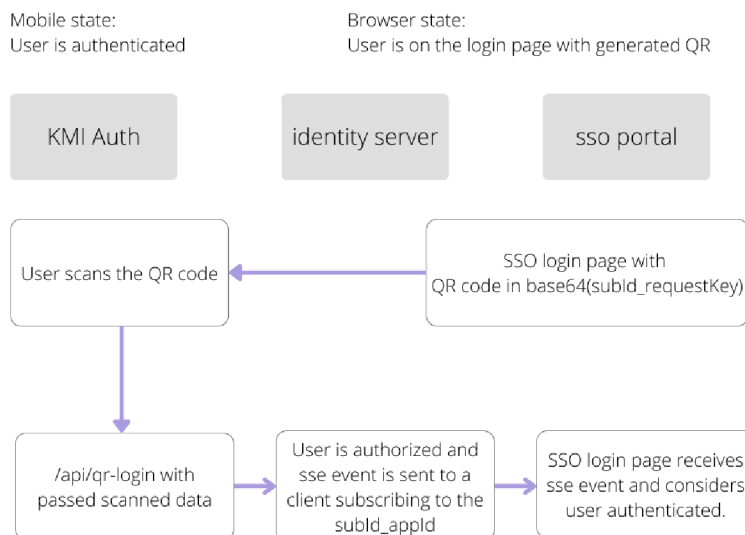 Mobile state:
User is authenticated
Browser state:
User is on the login page with generated QR
KMI Auth
identity server
sso portal
User scans the QR code
SSO login page with
QR code in base64(subId_requestKey)
/api/qr-login with
passed scanned data
User is authorized and
sse event is sent to a
client subscribing to the
subId_appId
SSO login page receives
sse event and considers
user authenticated.